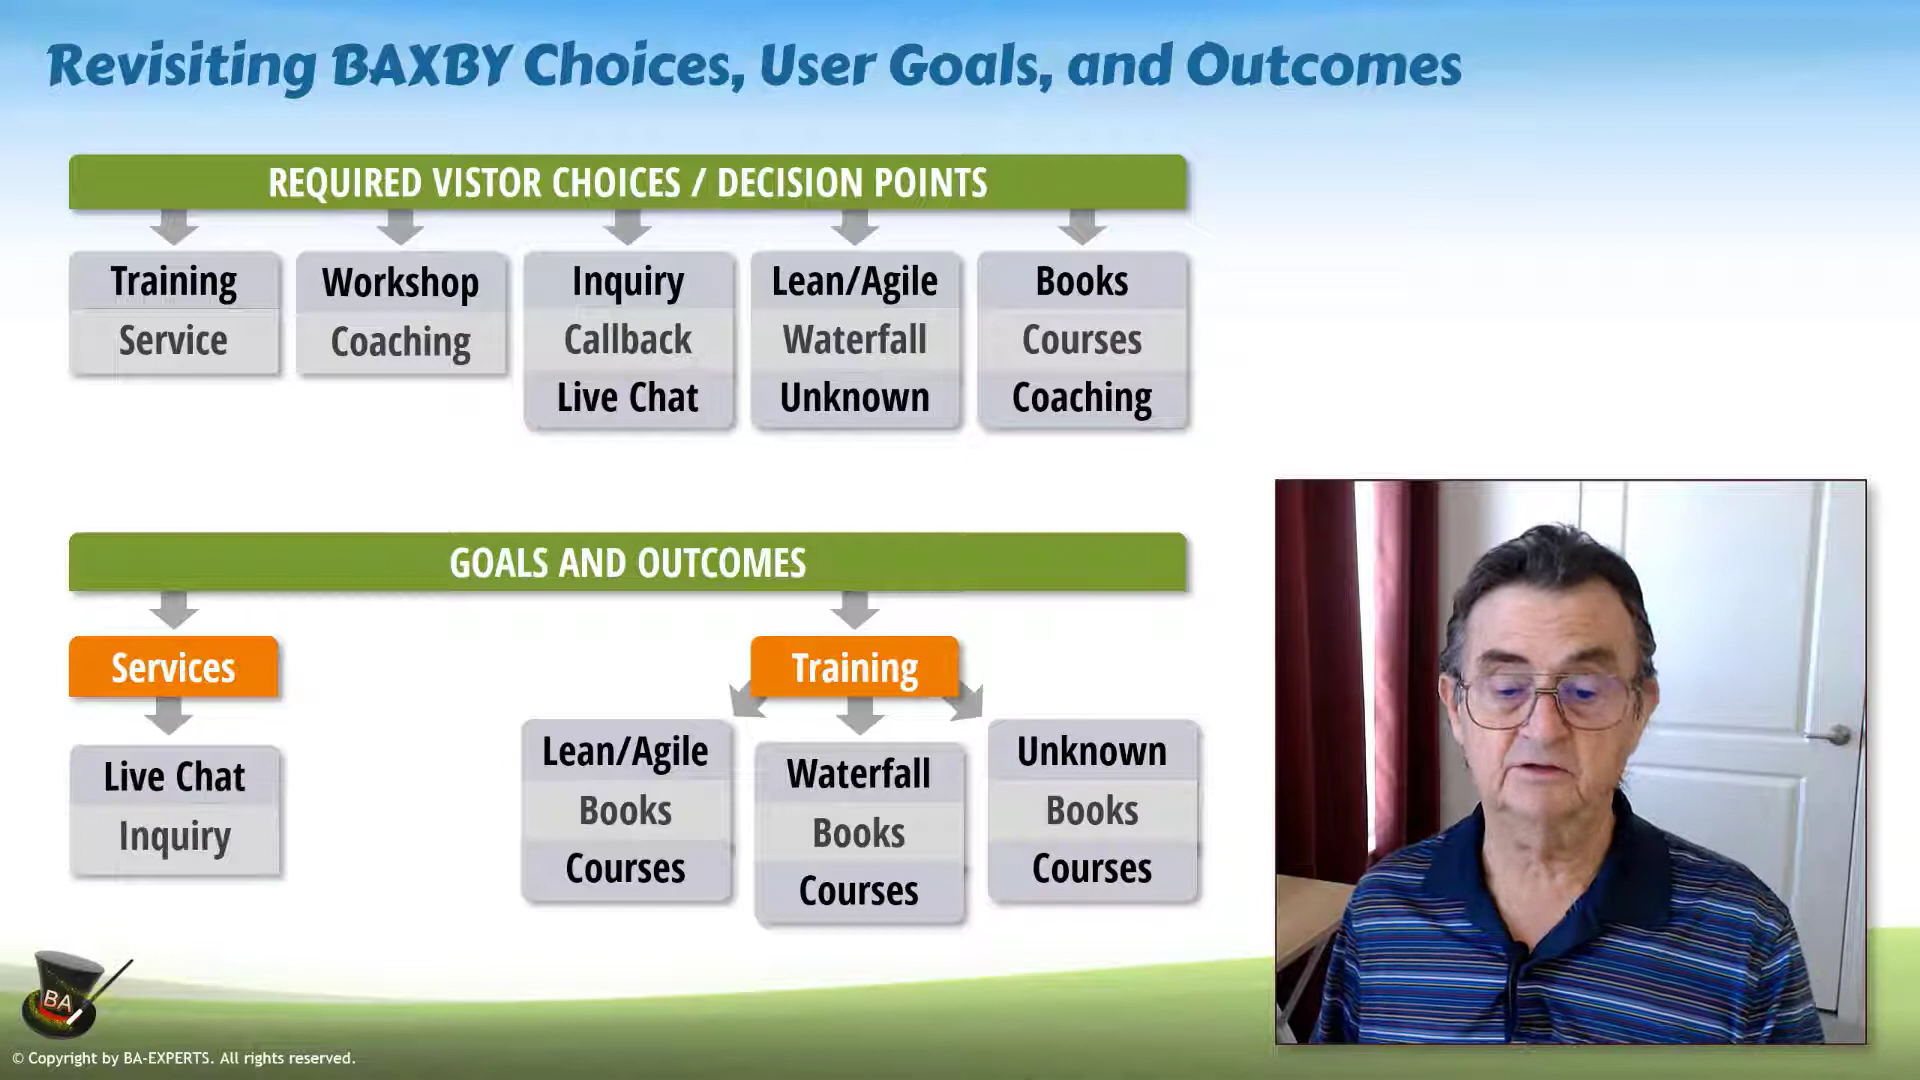 Revisiting BAXBY Choices, User Goals, and Outcomes
REQUIRED VISTOR CHOICES / DECISION POINTS
Training
Service
Workshop
Coaching
Inquiry
Callback
Live Chat
Lean/Agile
Waterfall
Unknown
Books
Courses
Coaching
GOALS AND OUTCOMES
Services
Live Chat
Inquiry
Training
Lean/Agile
Books
Courses
Waterfall
Books
Courses
Unknown
Books
Courses
BA
© Copyright by BA-EXPERTS. All rights reserved.